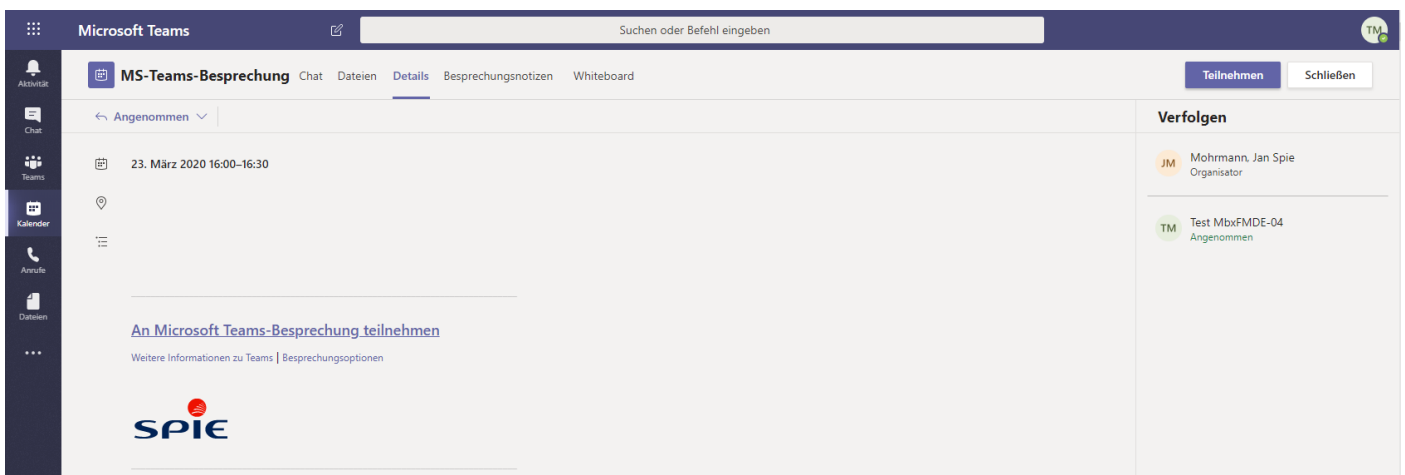 Microsoft Teams
Suchen oder Befehl eingeben
TM
Aktivität
Chat
Teams
Kalender
Anrufe
Dateien
MS-Teams-Besprechung Chat Dateien Details Besprechungsnotizen Whiteboard
Teilnehmen Schließen
Angenommen
23. März 2020 16:00–16:30
An Microsoft Teams-Besprechung teilnehmen
Weitere Informationen zu Teams | Besprechungsoptionen
SPIE
Verfolgen
JM
Mohrmann, Jan Spie
Organisator
TM
Test MbxFMDE-04
Angenommen